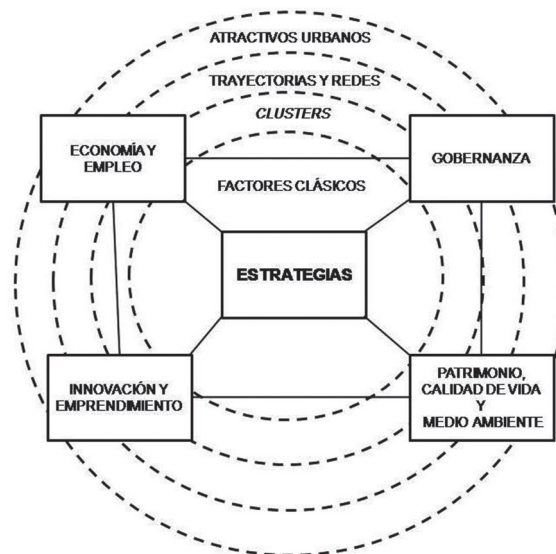 ATRACTIVOS URBANOS
TRAYECTORIAS Y REDES
CLUSTERS
ECONOMÍA Y
EMPLEO
GOBERNANZA
FACTORES CLÁSICOS
ESTRATEGIAS
INNOVACIÓN Y
EMPRENDIMIENTO
PATRIMONIO,
CALIDAD DE VIDA
Y
MEDIO AMBIENTE